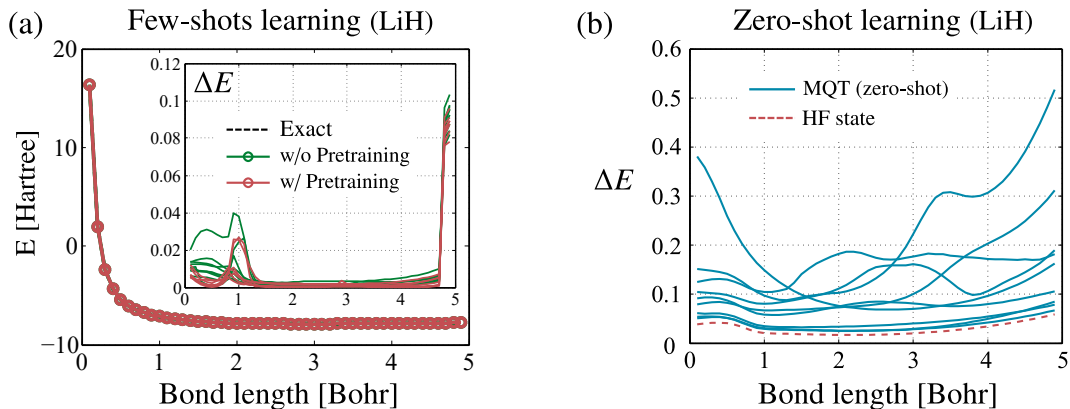 (a) Few-shots learning (LiH)
E [Hartree]
20
10
0
−10
0 1 2 3 4 5
Bond length [Bohr]
ΔE
0.12
0.1
0.08
0.06
0.04
0.02
0
0 1 2 3 4 5
Exact
w/o Pretraining
w/ Pretraining
(b) Zero-shot learning (LiH)
ΔE
0.6
0.5
0.4
0.3
0.2
0.1
0
0 1 2 3 4 5
Bond length [Bohr]
MQT (zero-shot)
HF state